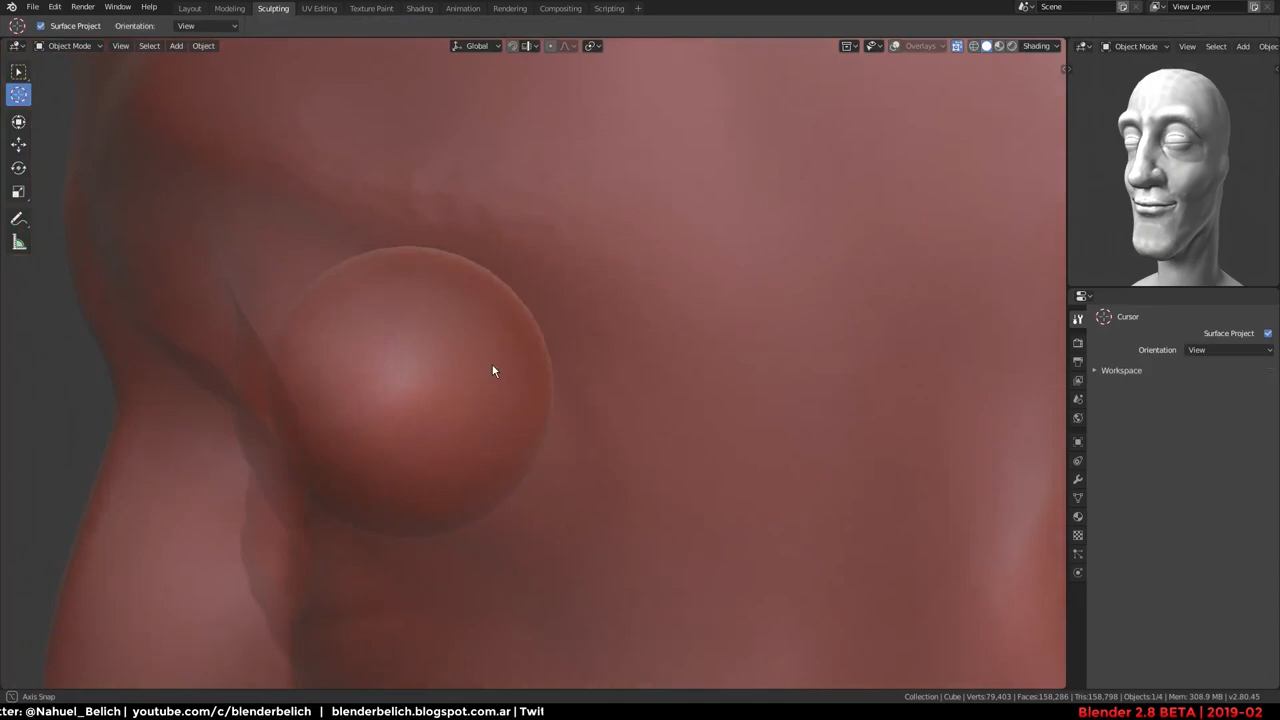 File Edit Render Window Help Layout Modeling Sculpting UV Editing Texture Paint Shading Animation Rendering Compositing Scripting + Scene View Layer
Surface Project Orientation: View
Object Mode View Select Add Object Global Overlays Shading Object Mode View Select Add Objec
Cursor
Surface Project
Orientation View
Workspace
Axis Snap Collection | Cube | Verts:79,403 | Faces:158,286 | Tris:158,798 | Objects:1/4 | Mem: 308.9 MB | v2.80.45
tter: @Nahuel_Belich | youtube.com/c/blenderbelich | blenderbelich.blogspot.com.ar | Twit Blender 2.8 BETA | 2019-02